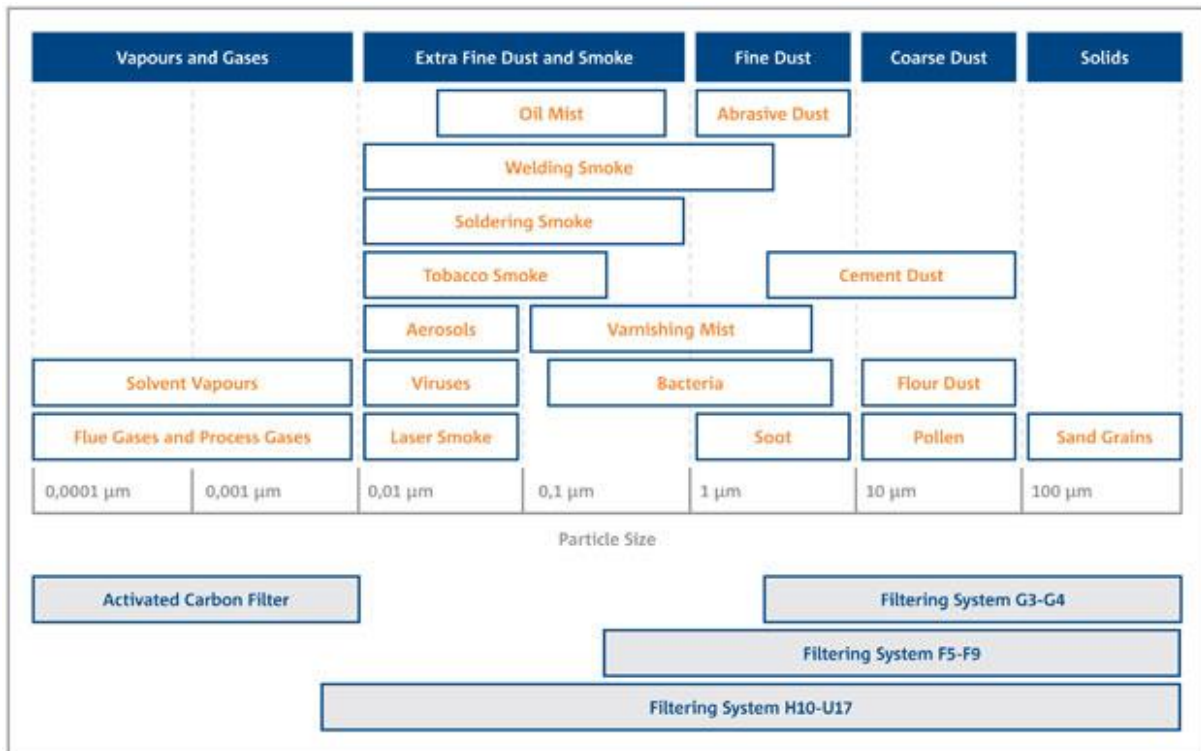 Vapours and Gases Extra Fine Dust and Smoke Fine Dust Coarse Dust Solids
Oil Mist Abrasive Dust
Welding Smoke
Soldering Smoke
Tobacco Smoke Cement Dust
Aerosols Varnishing Mist
Solvent Vapours Viruses Bacteria Flour Dust
Flue Gases and Process Gases Laser Smoke Soot Pollen Sand Grains
0,0001 µm 0,001 µm 0,01 µm 0,1 µm 1 µm 10 µm 100 µm
Particle Size
Activated Carbon Filter Filtering System G3-G4
Filtering System F5-F9
Filtering System H10-U17